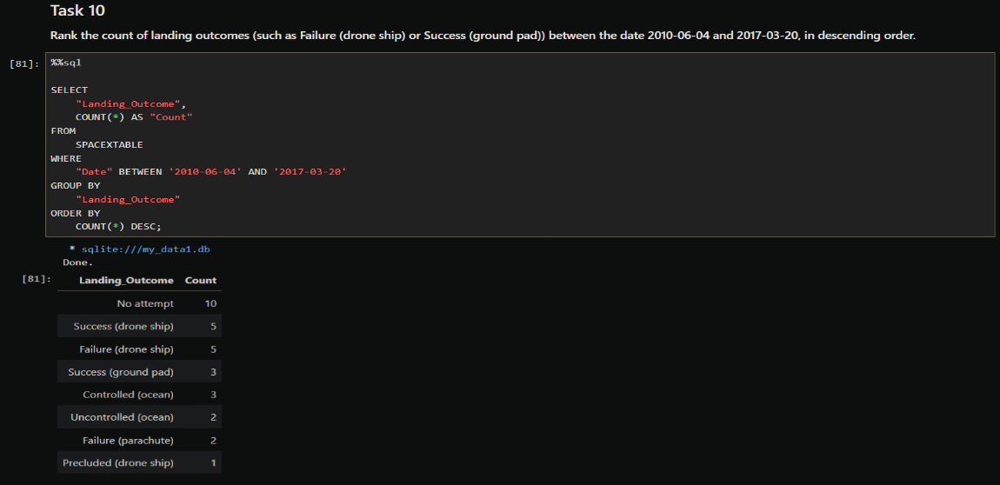 Task 10
Rank the count of landing outcomes (such as Failure (drone ship) or Success (ground pad)) between the date 2010-06-04 and 2017-03-20, in descending order.
[81]: %%sql
SELECT
"Landing_Outcome",
COUNT(*) AS "Count"
FROM
SPACEXTABLE
WHERE
"Date" BETWEEN '2010-06-04' AND '2017-03-20'
GROUP BY
"Landing_Outcome"
ORDER BY
COUNT(*) DESC;
* sqlite:///my_data1.db
Done.
[81]: Landing_Outcome Count
No attempt 10
Success (drone ship) 5
Failure (drone ship) 5
Success (ground pad) 3
Controlled (ocean) 3
Uncontrolled (ocean) 2
Failure (parachute) 2
Precluded (drone ship) 1